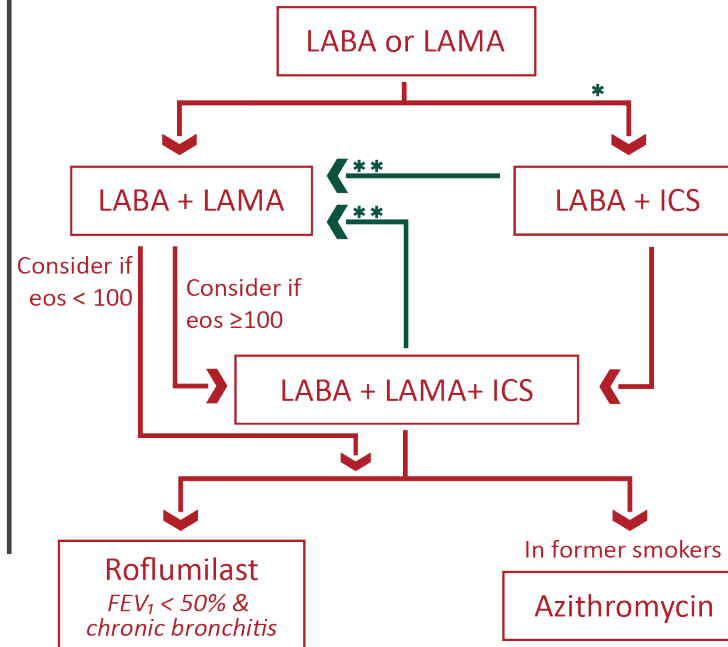 LABA or LAMA
*
**
LABA + LAMA
LABA + ICS
**
Consider if
eos < 100
Consider if
eos ≥100
LABA + LAMA+ ICS
In former smokers
Roflumilast
FEV₁ < 50% &
chronic bronchitis
Azithromycin